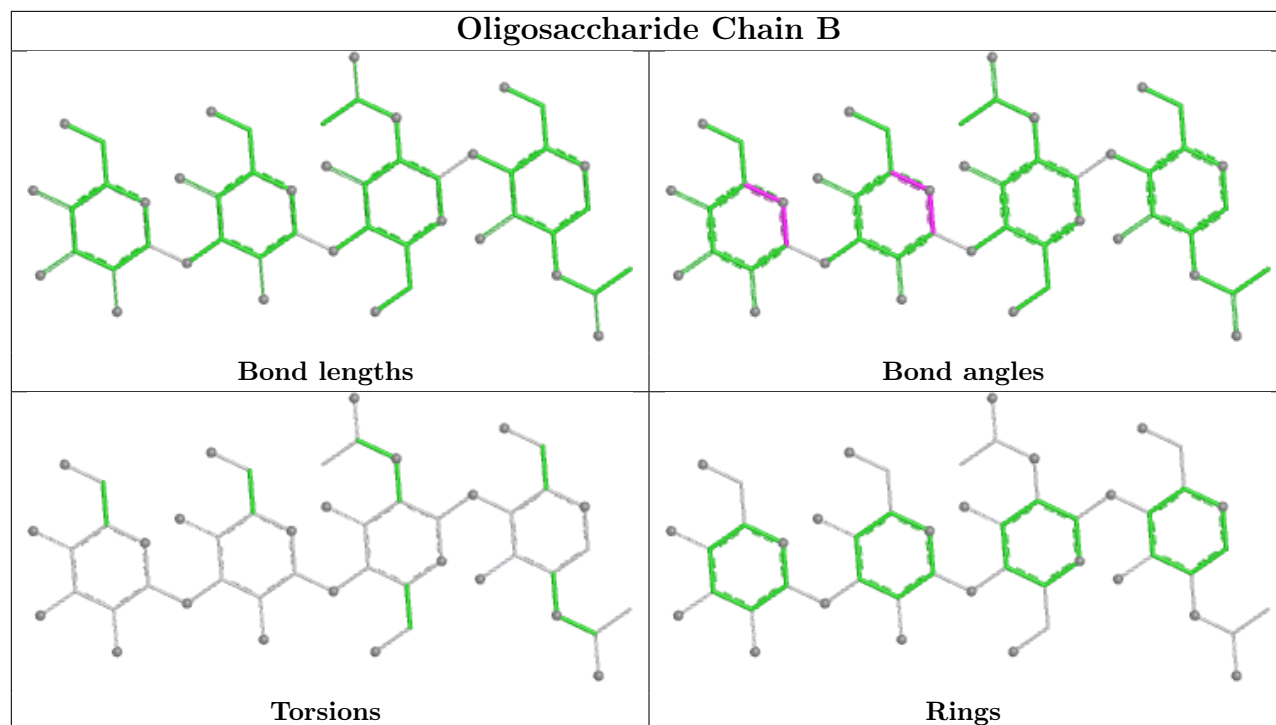 Oligosaccharide Chain B
Bond lengths
Bond angles
Torsions
Rings